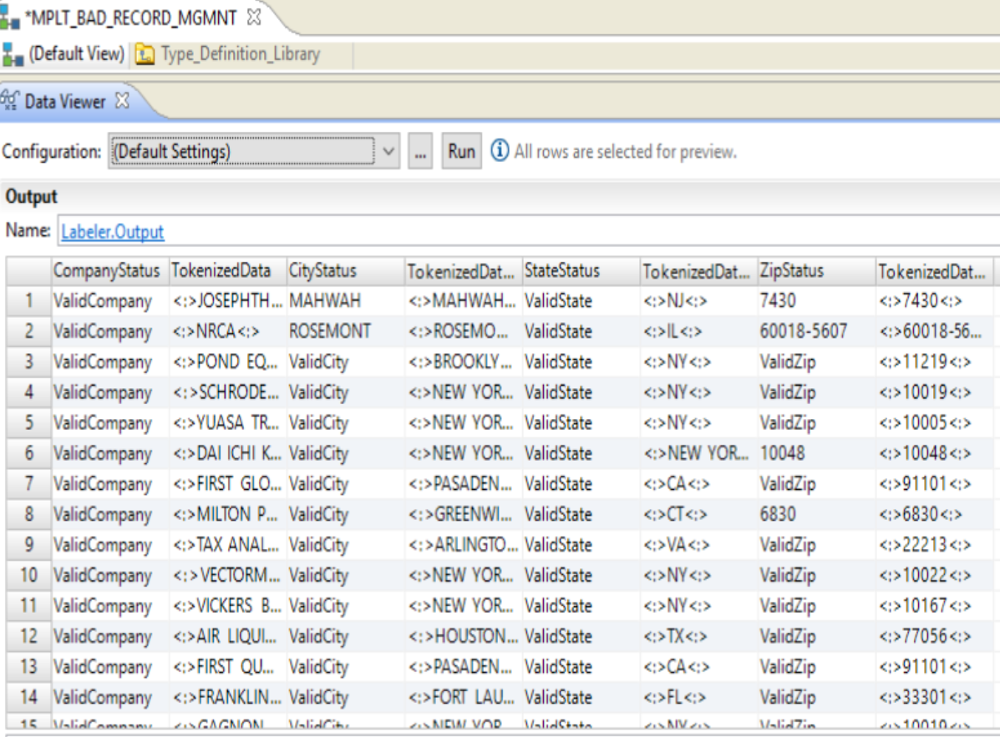 *MPLT_BAD_RECORD_MGMNT
(Default View) Type_Definition_Library
Data Viewer
Configuration: (Default Settings) ... Run All rows are selected for preview.
Output
Name: Labeler.Output
CompanyStatus TokenizedData CityStatus TokenizedDat... StateStatus TokenizedDat... ZipStatus TokenizedDat...
1 ValidCompany <:>JOSEPHTH... MAHWAH <:>MAHWAH... ValidState <:>NJ<:> 7430 <:>7430<:>
2 ValidCompany <:>NRCA<:> ROSEMONT <:>ROSEMO... ValidState <:>IL<:> 60018-5607 <:>60018-56...
3 ValidCompany <:>POND EQ... ValidCity <:>BROOKLY... ValidState <:>NY<:> ValidZip <:>11219<:>
4 ValidCompany <:>SCHRODE... ValidCity <:>NEW YOR... ValidState <:>NY<:> ValidZip <:>10019<:>
5 ValidCompany <:>YUASA TR... ValidCity <:>NEW YOR... ValidState <:>NY<:> ValidZip <:>10005<:>
6 ValidCompany <:>DAI ICHI K... ValidCity <:>NEW YOR... ValidState <:>NEW YOR... 10048 <:>10048<:>
7 ValidCompany <:>FIRST GLO... ValidCity <:>PASADEN... ValidState <:>CA<:> ValidZip <:>91101<:>
8 ValidCompany <:>MILTON P... ValidCity <:>GREENWI... ValidState <:>CT<:> 6830 <:>6830<:>
9 ValidCompany <:>TAX ANAL... ValidCity <:>ARLINGTO... ValidState <:>VA<:> ValidZip <:>22213<:>
10 ValidCompany <:>VECTORM... ValidCity <:>NEW YOR... ValidState <:>NY<:> ValidZip <:>10022<:>
11 ValidCompany <:>VICKERS B... ValidCity <:>NEW YOR... ValidState <:>NY<:> ValidZip <:>10167<:>
12 ValidCompany <:>AIR LIQUI... ValidCity <:>HOUSTON... ValidState <:>TX<:> ValidZip <:>77056<:>
13 ValidCompany <:>FIRST QU... ValidCity <:>PASADEN... ValidState <:>CA<:> ValidZip <:>91101<:>
14 ValidCompany <:>FRANKLIN... ValidCity <:>FORT LAU... ValidState <:>FL<:> ValidZip <:>33301<:>
15 ValidCompany <:>GAGNON... ValidCity <:>NEW YOR... ValidState <:>NY<:> ValidZip <:>10019<:>